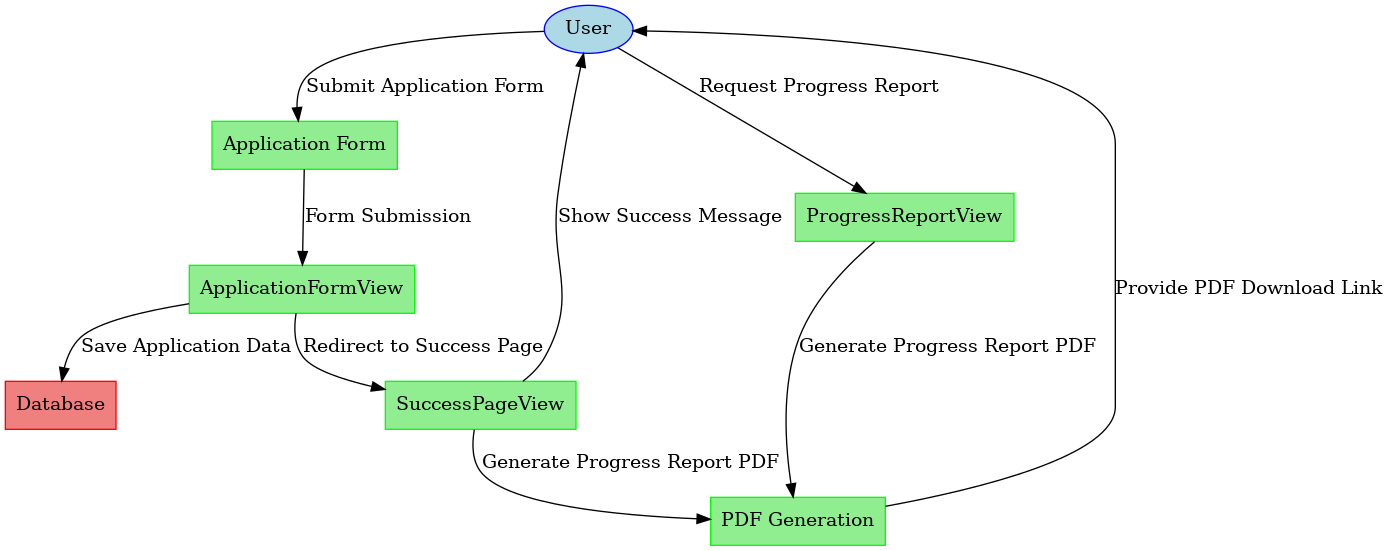 User
Submit Application Form
Request Progress Report
Application Form
Form Submission
Show Success Message
ProgressReportView
ApplicationFormView
Provide PDF Download Link
Save Application Data
Redirect to Success Page
Generate Progress Report PDF
Database
SuccessPageView
Generate Progress Report PDF
PDF Generation